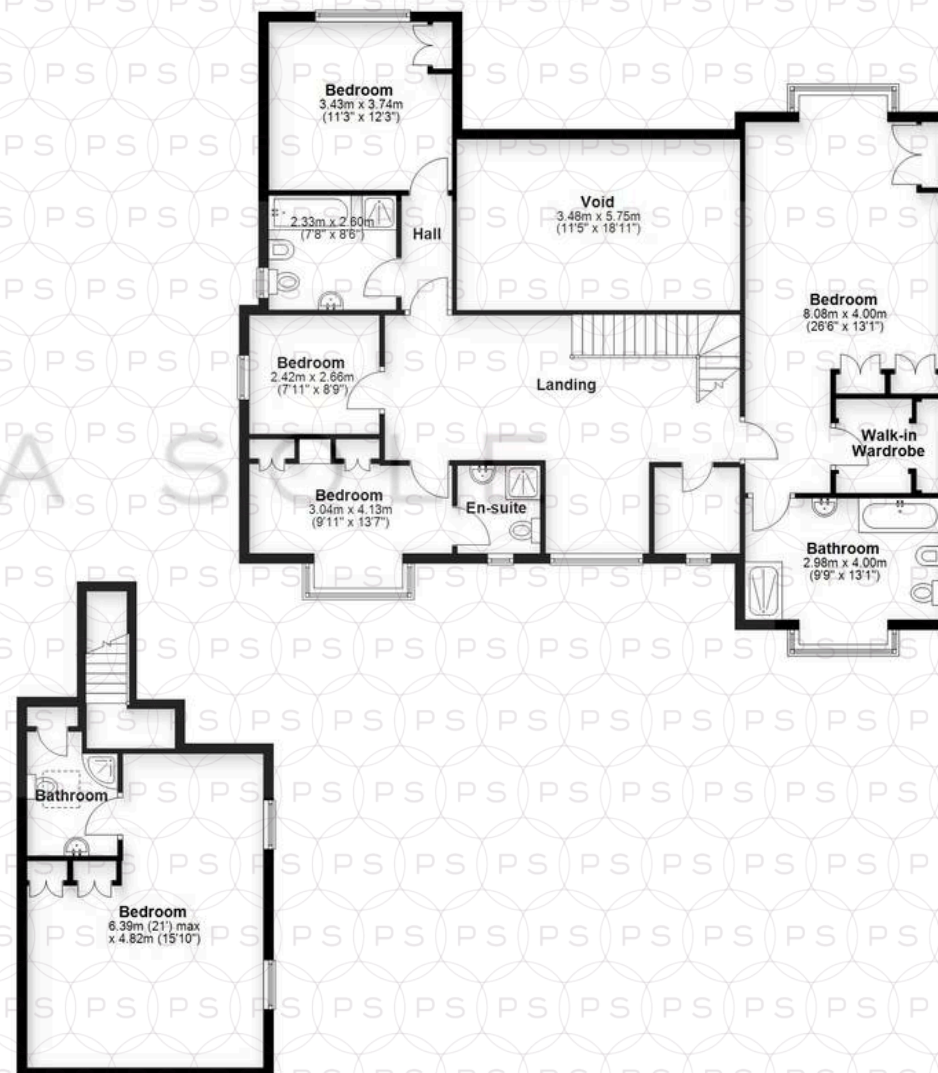 Bedroom
3.43m x 3.74m
(11'3" x 12'3")
2.33m x 2.60m
(7'8" x 8'6")
Hall
Void
3.48m x 5.75m
(11'5" x 18'11")
Bedroom
8.08m x 4.00m
(26'6" x 13'1")
Bedroom
2.42m x 2.66m
(7'11" x 8'9")
Landing
Walk-in
Wardrobe
A SOLE
Bedroom
3.04m x 4.13m
(9'11" x 13'7")
En-suite
Bathroom
2.98m x 4.00m
(9'9" x 13'1")
Bathroom
Bedroom
6.39m (21') max
x 4.82m (15'10")